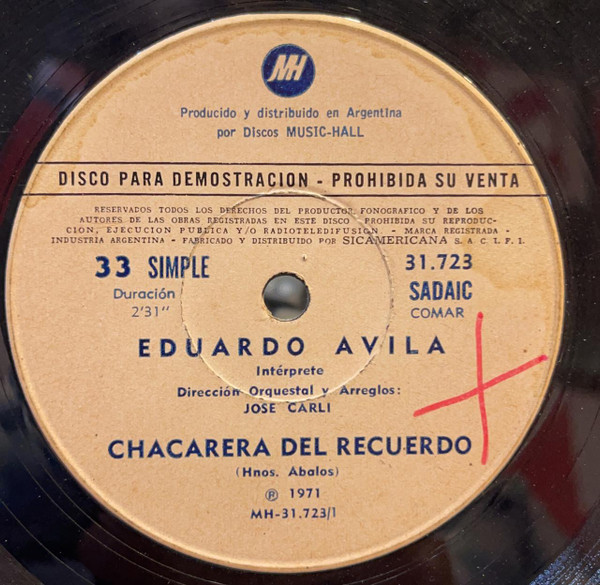 MH
Producido y distribuido en Argentina
por Discos MUSIC-HALL
DISCO PARA DEMOSTRACION - PROHIBIDA SU VENTA
RESERVADOS TODOS LOS DERECHOS DEL PRODUCTOR FONOGRAFICO Y DE LOS
AUTORES DE LAS OBRAS REGISTRADAS EN ESTE DISCO . PROHIBIDA SU REPRODUC-
CION, EJECUCION PUBLICA Y/O RADIOTELEDIFUSION - MARCA REGISTRADA -
INDUSTRIA ARGENTINA - FABRICADO Y DISTRIBUIDO POR SICAMERICANA S. A. C. I. F. I.
33 SIMPLE 31.723
Duración SADAIC
2'31" COMAR
EDUARDO AVILA
Intérprete
Dirección Orquestal y Arreglos:
JOSE CARLI
CHACARERA DEL RECUERDO
(Hnos. Abalos)
℗ 1971
MH-31.723/1